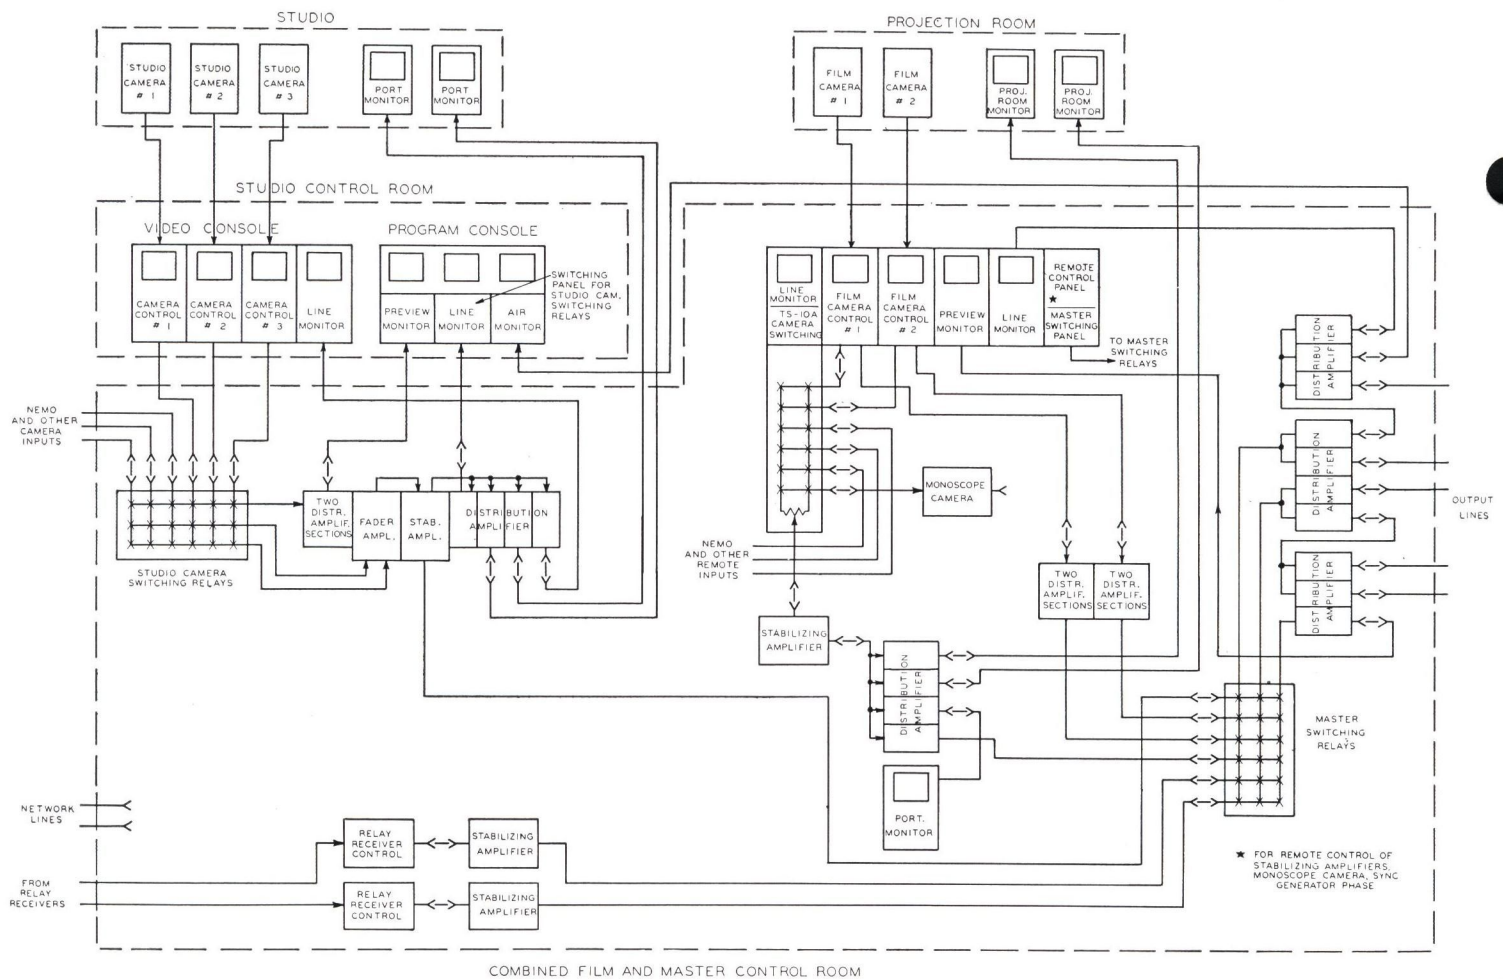 STUDIO
PROJECTION ROOM
STUDIO
CAMERA
# 1
STUDIO
CAMERA
# 2
STUDIO
CAMERA
# 3
PORT
MONITOR
PORT
MONITOR
FILM
CAMERA
# 1
FILM
CAMERA
# 2
PROJ.
ROOM
MONITOR
PROJ.
ROOM
MONITOR
STUDIO CONTROL ROOM
VIDEO CONSOLE
PROGRAM CONSOLE
CAMERA
CONTROL
# 1
CAMERA
CONTROL
# 2
CAMERA
CONTROL
# 3
LINE
MONITOR
PREVIEW
MONITOR
LINE
MONITOR
AIR
MONITOR
SWITCHING
PANEL FOR
STUDIO CAM,
SWITCHING
RELAYS
LINE
MONITOR
TS-10A
CAMERA
SWITCHING
FILM
CAMERA
CONTROL
# 1
FILM
CAMERA
CONTROL
# 2
PREVIEW
MONITOR
LINE
MONITOR
REMOTE
CONTROL
PANEL
★
MASTER
SWITCHING
PANEL
TO MASTER
SWITCHING
RELAYS
DISTRIBUTION
AMPLIFIER
NEMO
AND OTHER
CAMERA
INPUTS
STUDIO CAMERA
SWITCHING RELAYS
TWO
DISTR.
AMPLIF.
SECTIONS
FADER
AMPL.
STAB.
AMPL.
DISTRIBUTION
AMPLIFIER
MONOSCOPE
CAMERA
DISTRIBUTION
AMPLIFIER
OUTPUT
LINES
NEMO
AND OTHER
REMOTE
INPUTS
TWO
DISTR.
AMPLIF.
SECTIONS
TWO
DISTR.
AMPLIF.
SECTIONS
DISTRIBUTION
AMPLIFIER
STABILIZING
AMPLIFIER
DISTRIBUTION
AMPLIFIER
MASTER
SWITCHING
RELAYS
PORT.
MONITOR
NETWORK
LINES
RELAY
RECEIVER
CONTROL
STABILIZING
AMPLIFIER
FROM
RELAY
RECEIVERS
RELAY
RECEIVER
CONTROL
STABILIZING
AMPLIFIER
★ FOR REMOTE CONTROL OF
STABILIZING AMPLIFIERS,
MONOSCOPE CAMERA, SYNC
GENERATOR PHASE
COMBINED FILM AND MASTER CONTROL ROOM